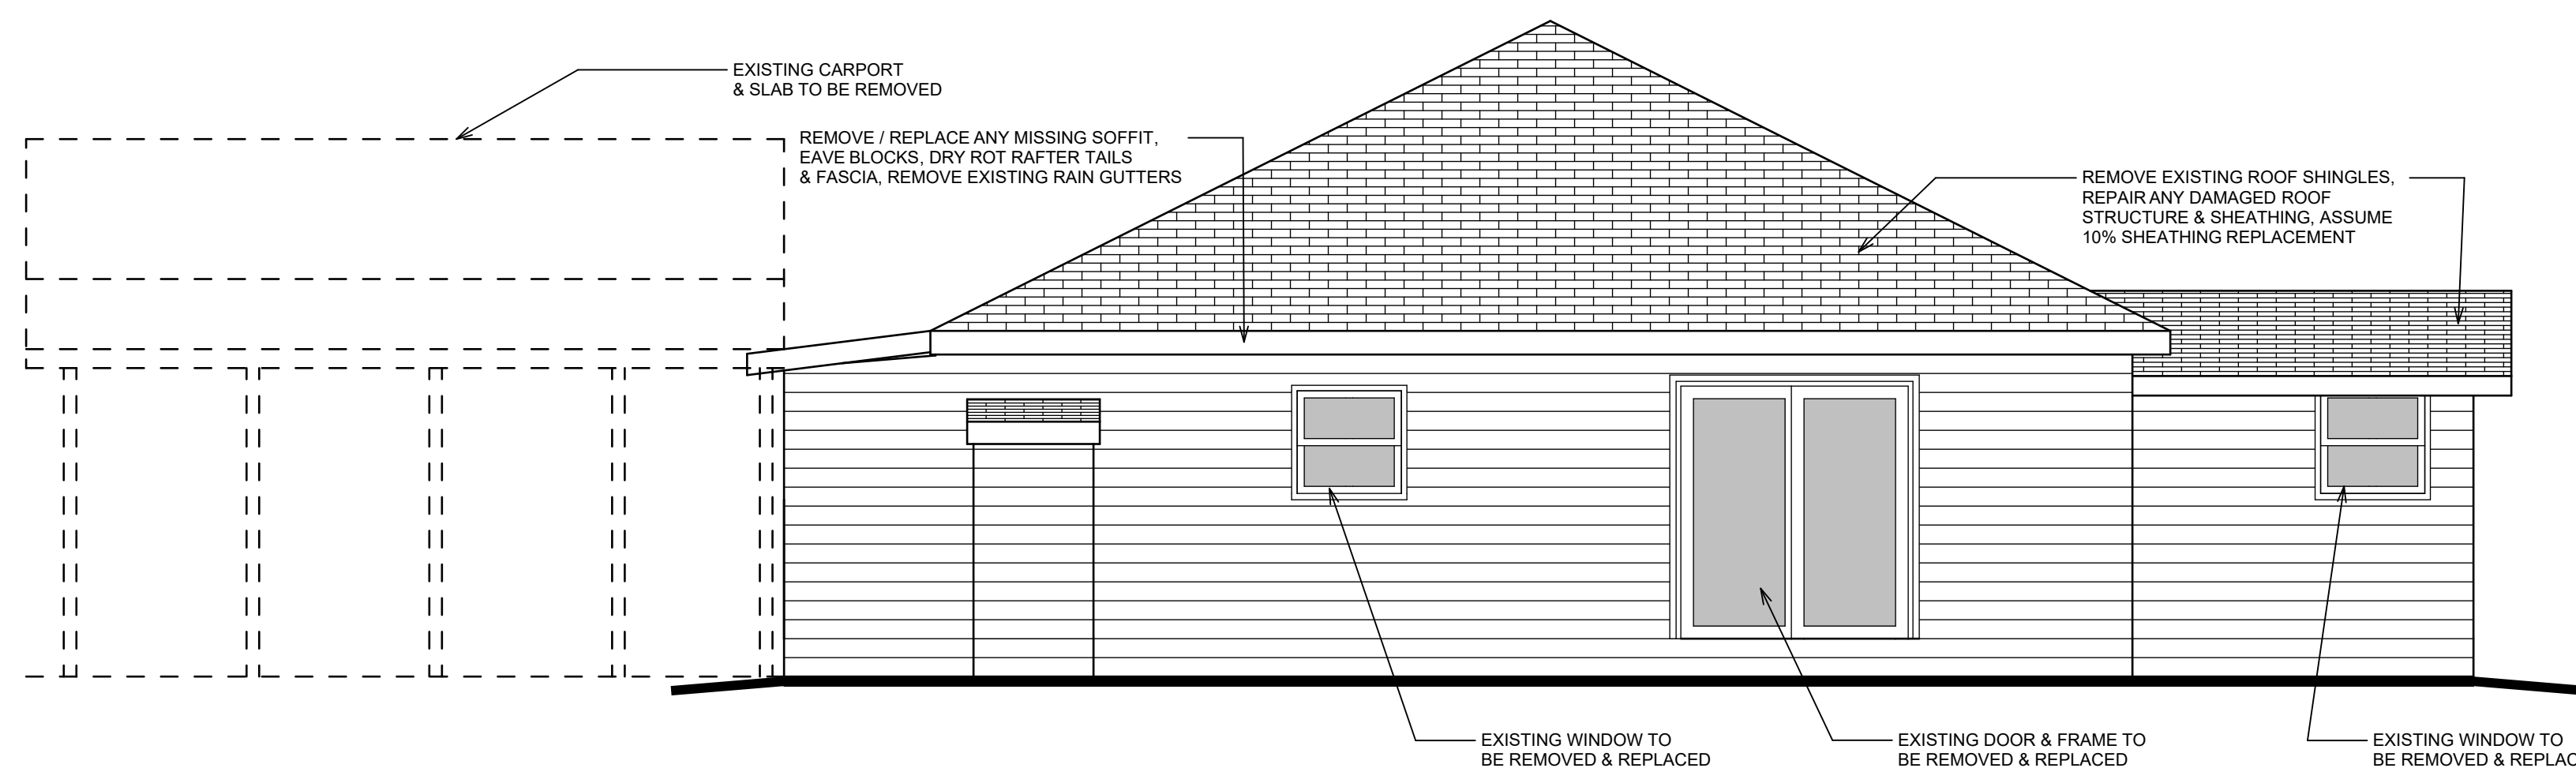 EXISTING CARPORT
& SLAB TO BE REMOVED
REMOVE / REPLACE ANY MISSING SOFFIT,
EAVE BLOCKS, DRY ROT RAFTER TAILS
& FASCIA, REMOVE EXISTING RAIN GUTTERS
REMOVE EXISTING ROOF SHINGLES,
REPAIR ANY DAMAGED ROOF
STRUCTURE & SHEATHING, ASSUME
10% SHEATHING REPLACEMENT
EXISTING WINDOW TO
BE REMOVED & REPLACED
EXISTING DOOR & FRAME TO
BE REMOVED & REPLACED
EXISTING WINDOW TO
BE REMOVED &